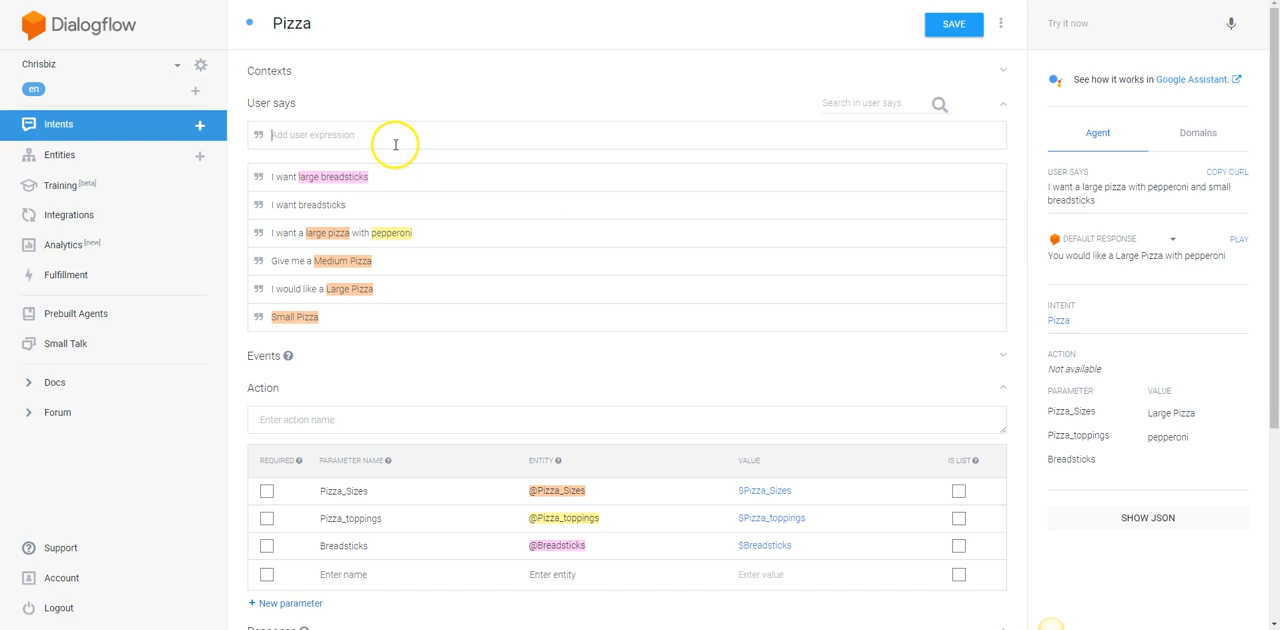 Dialogflow
Chrisbiz
en
Intents
Entities
Training [beta]
Integrations
Analytics [new]
Fulfillment
Prebuilt Agents
Small Talk
Docs
Forum
Support
Account
Logout
Pizza
SAVE
Contexts
User says
Search in user says
Add user expression
I want large breadsticks
I want breadsticks
I want a large pizza with pepperoni
Give me a Medium Pizza
I would like a Large Pizza
Small Pizza
Events
Action
Enter action name
REQUIRED PARAMETER NAME ENTITY VALUE IS LIST
Pizza_Sizes @Pizza_Sizes $Pizza_Sizes
Pizza_toppings @Pizza_toppings $Pizza_toppings
Breadsticks @Breadsticks $Breadsticks
Enter name Enter entity Enter value
+ New parameter
Response
Try it now
See how it works in Google Assistant.
Agent Domains
USER SAYS COPY CURL
I want a large pizza with pepperoni and small
breadsticks
DEFAULT RESPONSE PLAY
You would like a Large Pizza with pepperoni
INTENT
Pizza
ACTION
Not available
PARAMETER VALUE
Pizza_Sizes Large Pizza
Pizza_toppings pepperoni
Breadsticks
SHOW JSON